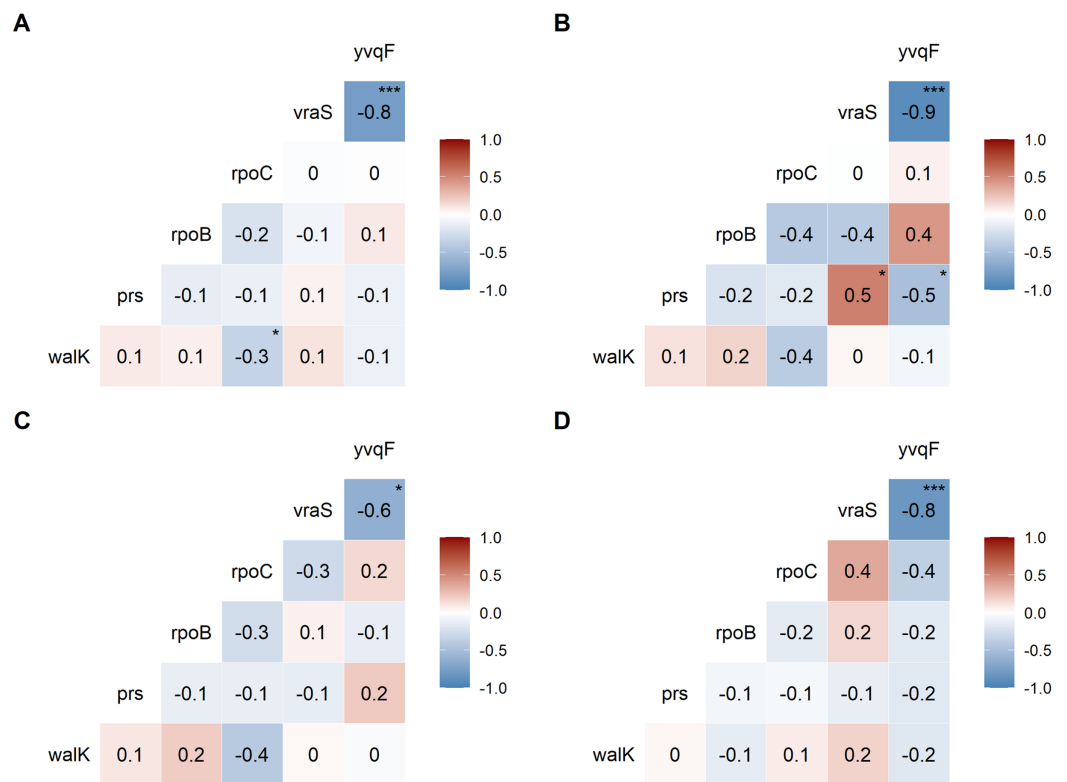 A
yvqF
***
vraS -0.8
rpoC 0 0
rpoB -0.2 -0.1 0.1
prs -0.1 -0.1 0.1 -0.1
*
walK 0.1 0.1 -0.3 0.1 -0.1
1.0
0.5
0.0
-0.5
-1.0
B
yvqF
***
vraS -0.9
rpoC 0 0.1
rpoB -0.4 -0.4 0.4
* *
prs -0.2 -0.2 0.5 -0.5
walK 0.1 0.2 -0.4 0 -0.1
1.0
0.5
0.0
-0.5
-1.0
C
yvqF
*
vraS -0.6
rpoC -0.3 0.2
rpoB -0.3 0.1 -0.1
prs -0.1 -0.1 -0.1 0.2
walK 0.1 0.2 -0.4 0 0
1.0
0.5
0.0
-0.5
-1.0
D
yvqF
***
vraS -0.8
rpoC 0.4 -0.4
rpoB -0.2 0.2 -0.2
prs -0.1 -0.1 -0.1 -0.2
walK 0 -0.1 0.1 0.2 -0.2
1.0
0.5
0.0
-0.5
-1.0